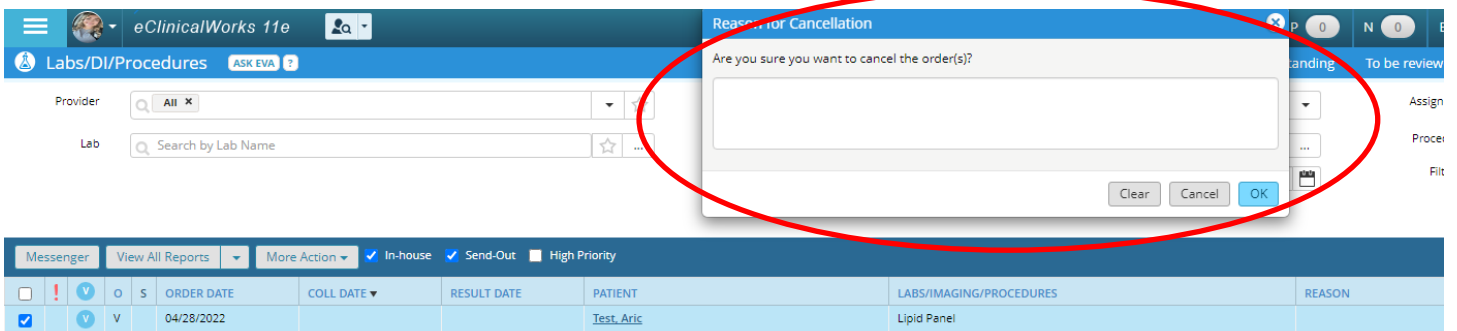 eClinicalWorks 11e
Reason for Cancellation
P 0 N 0
Labs/DI/Procedures ASK EVA ?
Are you sure you want to cancel the order(s)?
tanding To be review
Provider All × Assign
Lab Search by Lab Name ... ... Proce
Filt
Clear Cancel OK
Messenger View All Reports More Action In-house Send-Out High Priority
! V O S ORDER DATE COLL DATE RESULT DATE PATIENT LABS/IMAGING/PROCEDURES REASON
V V 04/28/2022 Test, Aric Lipid Panel